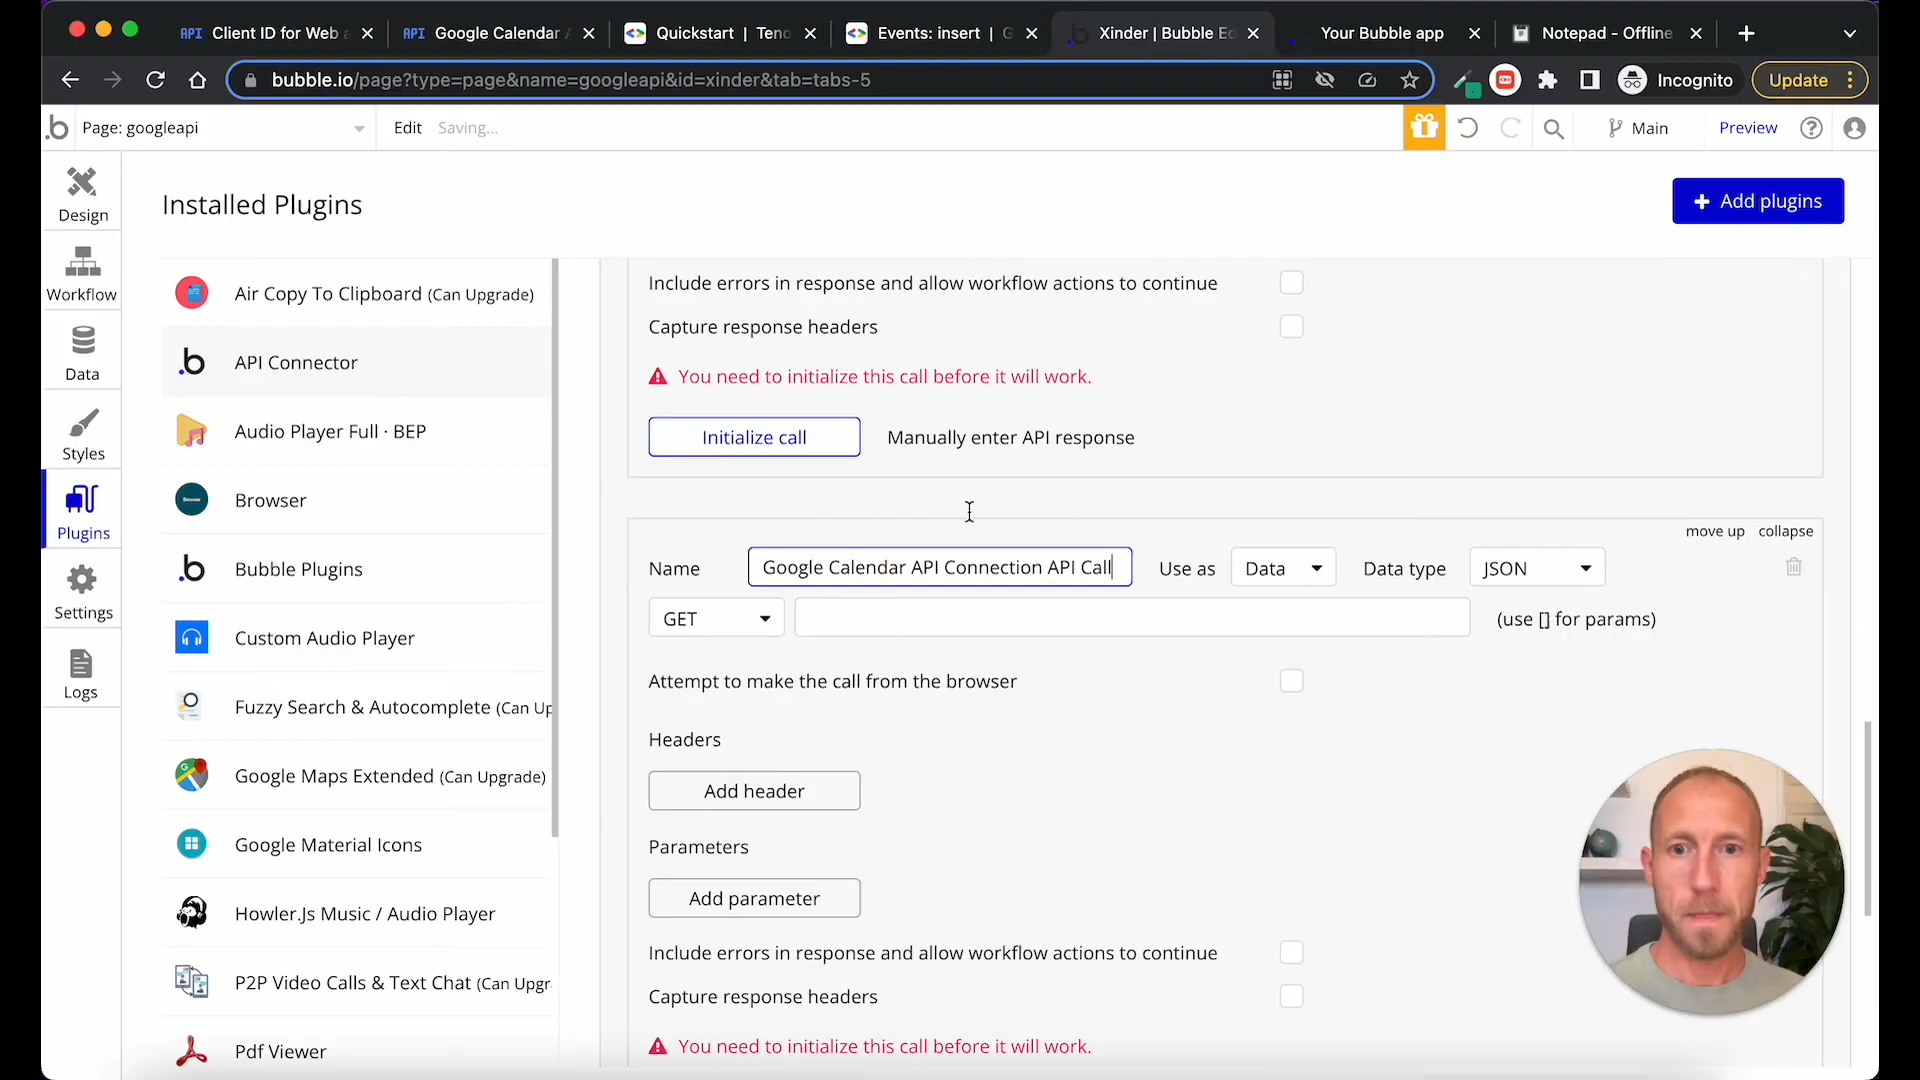 API Client ID for Web a
API Google Calendar A
Quickstart | Teno
Events: insert | G
Xinder | Bubble Ed
Your Bubble app
Notepad - Offline
bubble.io/page?type=page&name=googleapi&id=xinder&tab=tabs-5
Incognito
Update
Page: googleapi
Edit
Saving...
Main
Preview
Design
Workflow
Data
Styles
Plugins
Settings
Logs
Installed Plugins
+ Add plugins
Air Copy To Clipboard (Can Upgrade)
API Connector
Audio Player Full · BEP
Browser
Bubble Plugins
Custom Audio Player
Fuzzy Search & Autocomplete (Can Up
Google Maps Extended (Can Upgrade)
Google Material Icons
Howler.Js Music / Audio Player
P2P Video Calls & Text Chat (Can Upgr
Pdf Viewer
Include errors in response and allow workflow actions to continue
Capture response headers
You need to initialize this call before it will work.
Initialize call
Manually enter API response
move up collapse
Name
Google Calendar API Connection API Call
Use as
Data
Data type
JSON
GET
(use [] for params)
Attempt to make the call from the browser
Headers
Add header
Parameters
Add parameter
Include errors in response and allow workflow actions to continue
Capture response headers
You need to initialize this call before it will work.